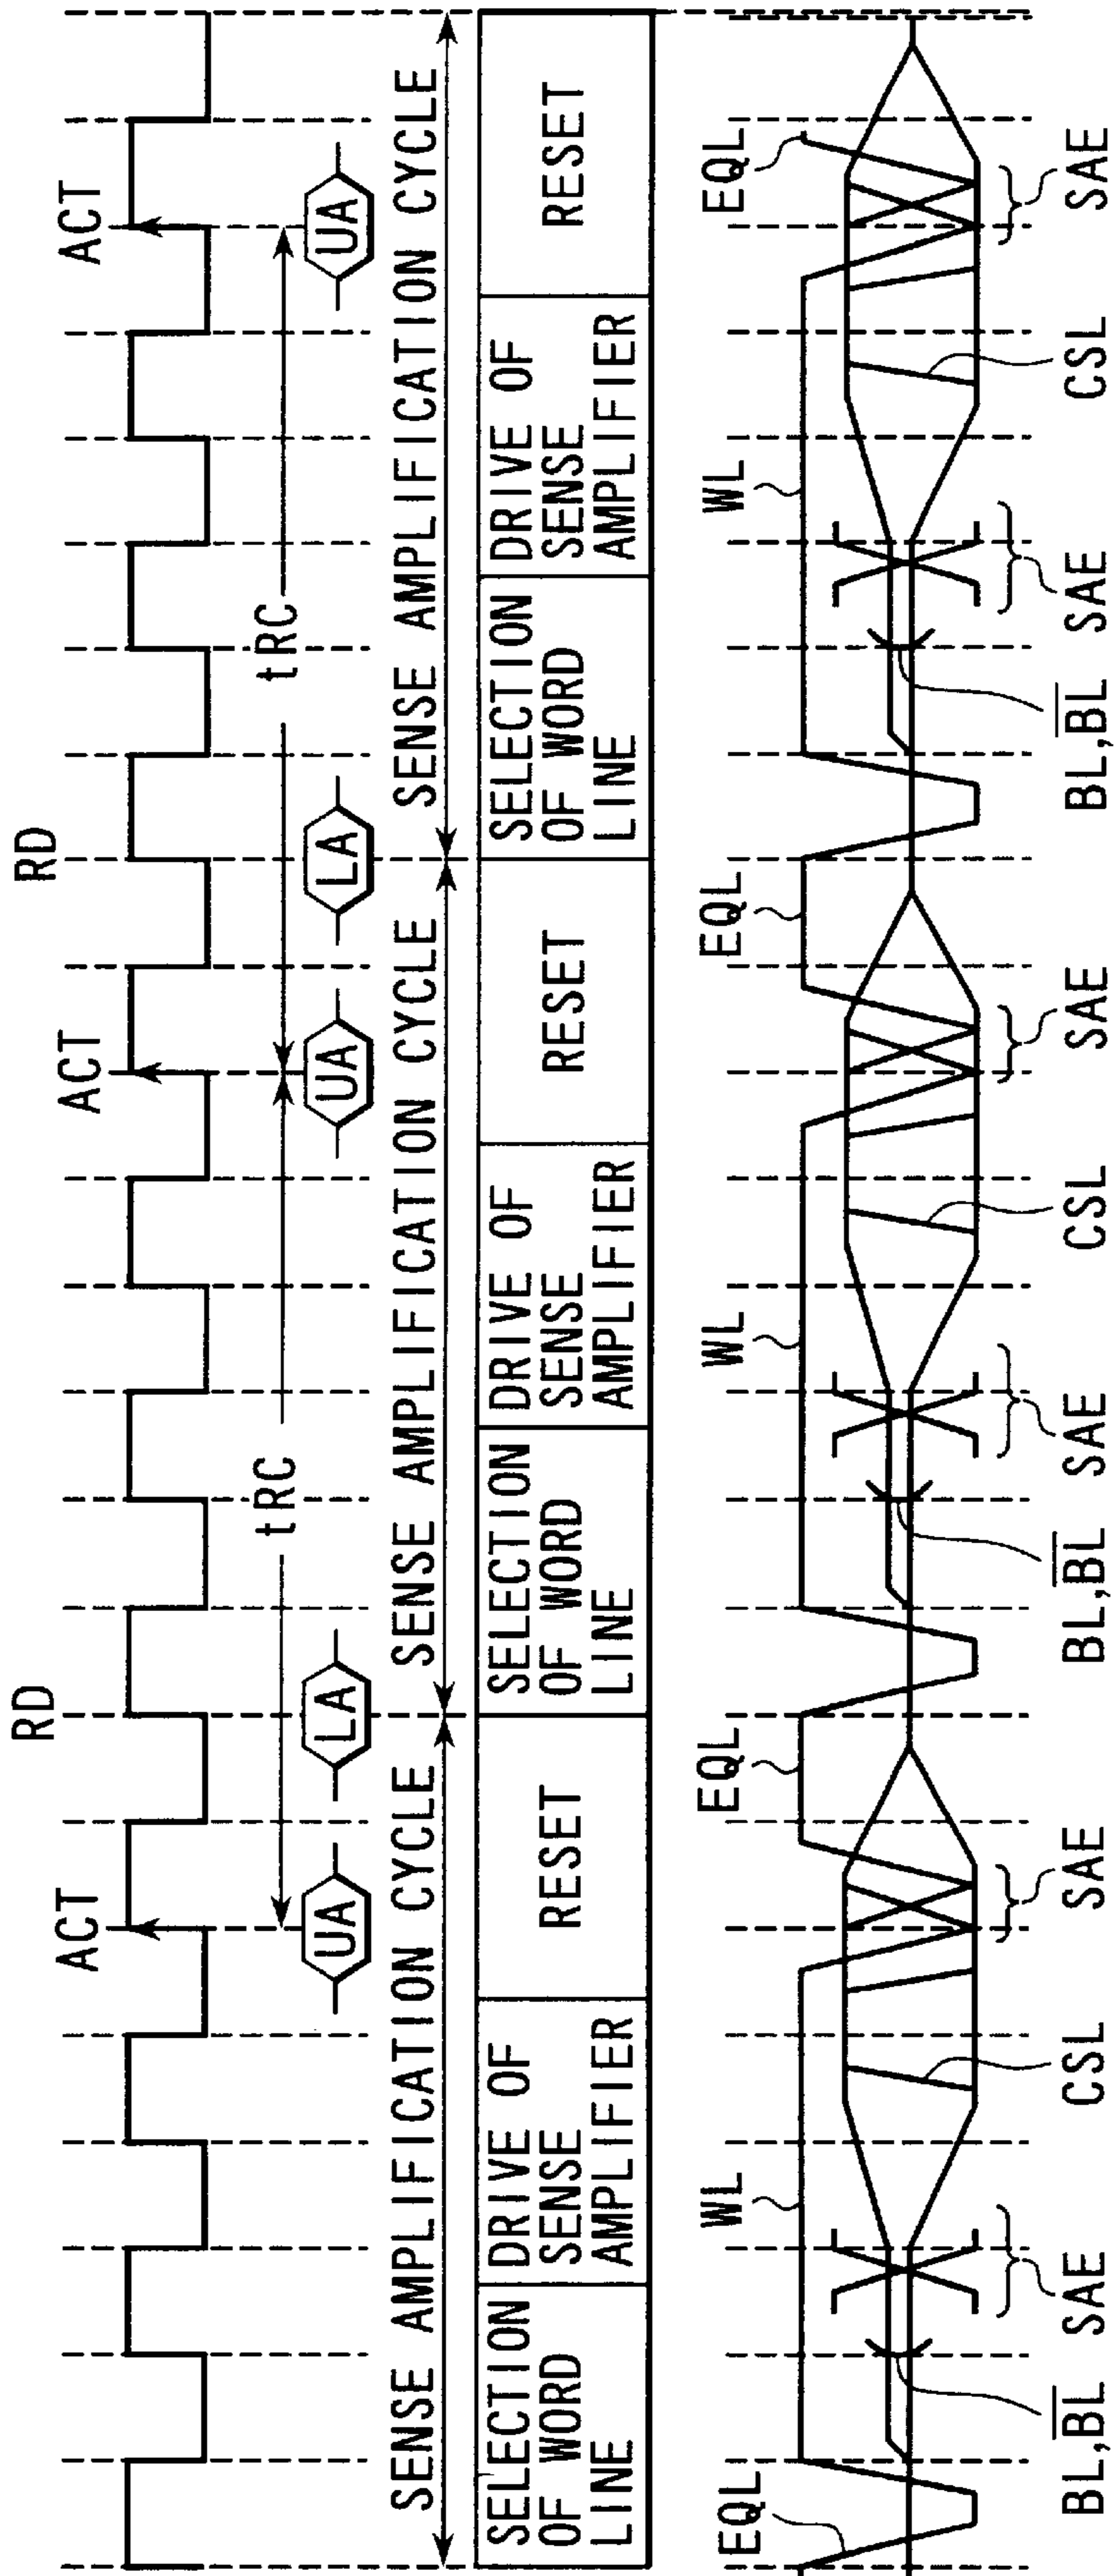 RD RD
ACT ACT ACT
tRC tRC
UA LA UA LA UA
SENSE AMPLIFICATION CYCLE SENSE AMPLIFICATION CYCLE SENSE AMPLIFICATION CYCLE
SELECTION
OF WORD
LINE
DRIVE OF
SENSE
AMPLIFIER
RESET
SELECTION
OF WORD
LINE
DRIVE OF
SENSE
AMPLIFIER
RESET
SELECTION
OF WORD
LINE
DRIVE OF
SENSE
AMPLIFIER
RESET
EQL WL EQL WL EQL WL EQL
BL,B̅L̅ SAE CSL SAE BL,B̅L̅ SAE CSL SAE BL,B̅L̅ SAE CSL SAE